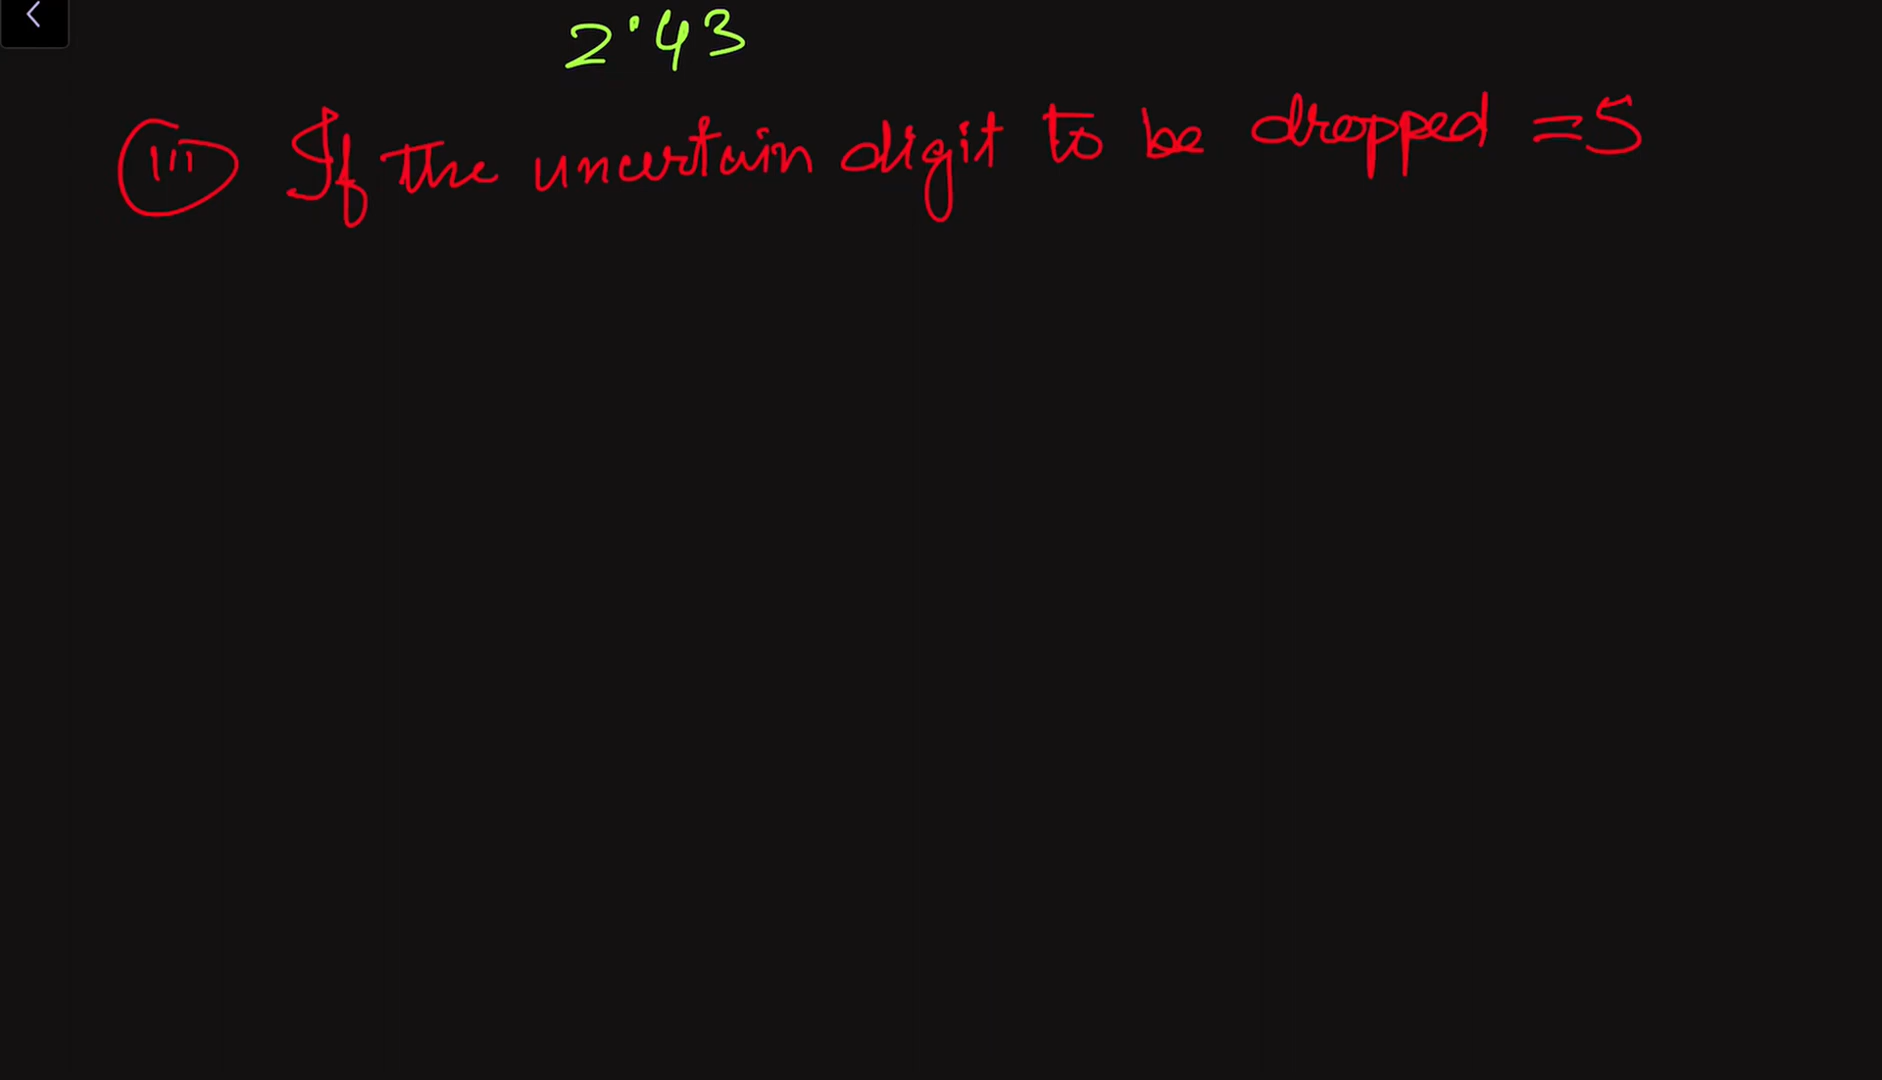 2.43
(iii) If the uncertain digit to be dropped = 5